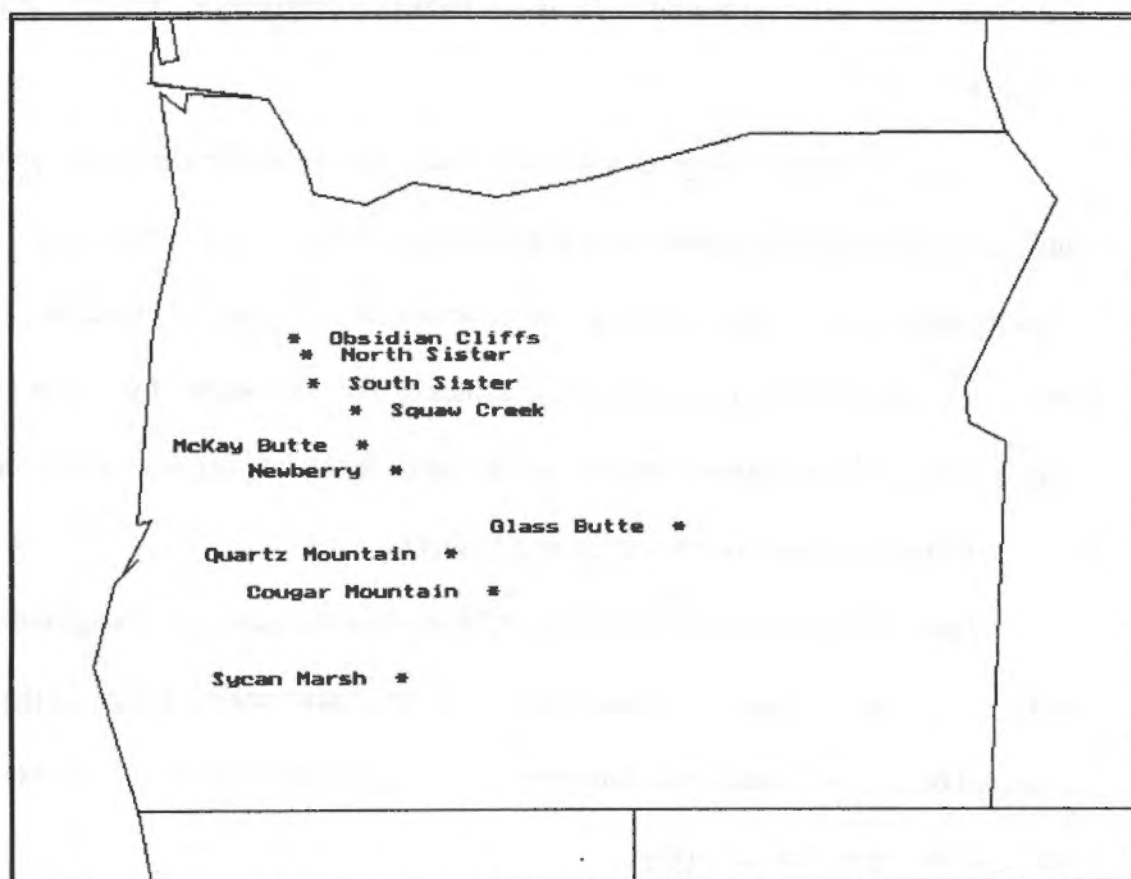 * Obsidian Cliffs
* North Sister
* South Sister
* Squaw Creek
McKay Butte *
Newberry *
Glass Butte *
Quartz Mountain *
Cougar Mountain *
Sycan Marsh *